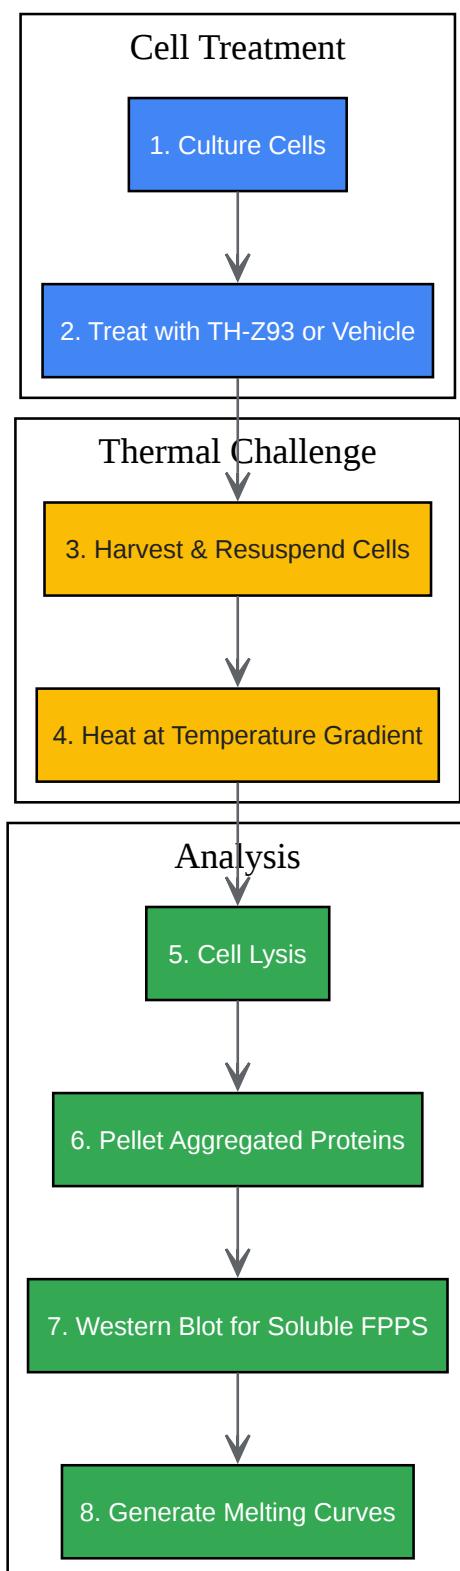 Cell Treatment
1. Culture Cells
2. Treat with TH-Z93 or Vehicle
Thermal Challenge
3. Harvest & Resuspend Cells
4. Heat at Temperature Gradient
Analysis
5. Cell Lysis
6. Pellet Aggregated Proteins
7. Western Blot for Soluble FPPS
8. Generate Melting Curves